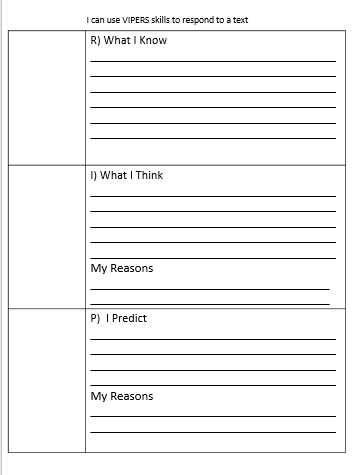 I can use VIPERS skills to respond to a text
R) What I Know
I) What I Think
My Reasons
P)  I Predict
My Reasons